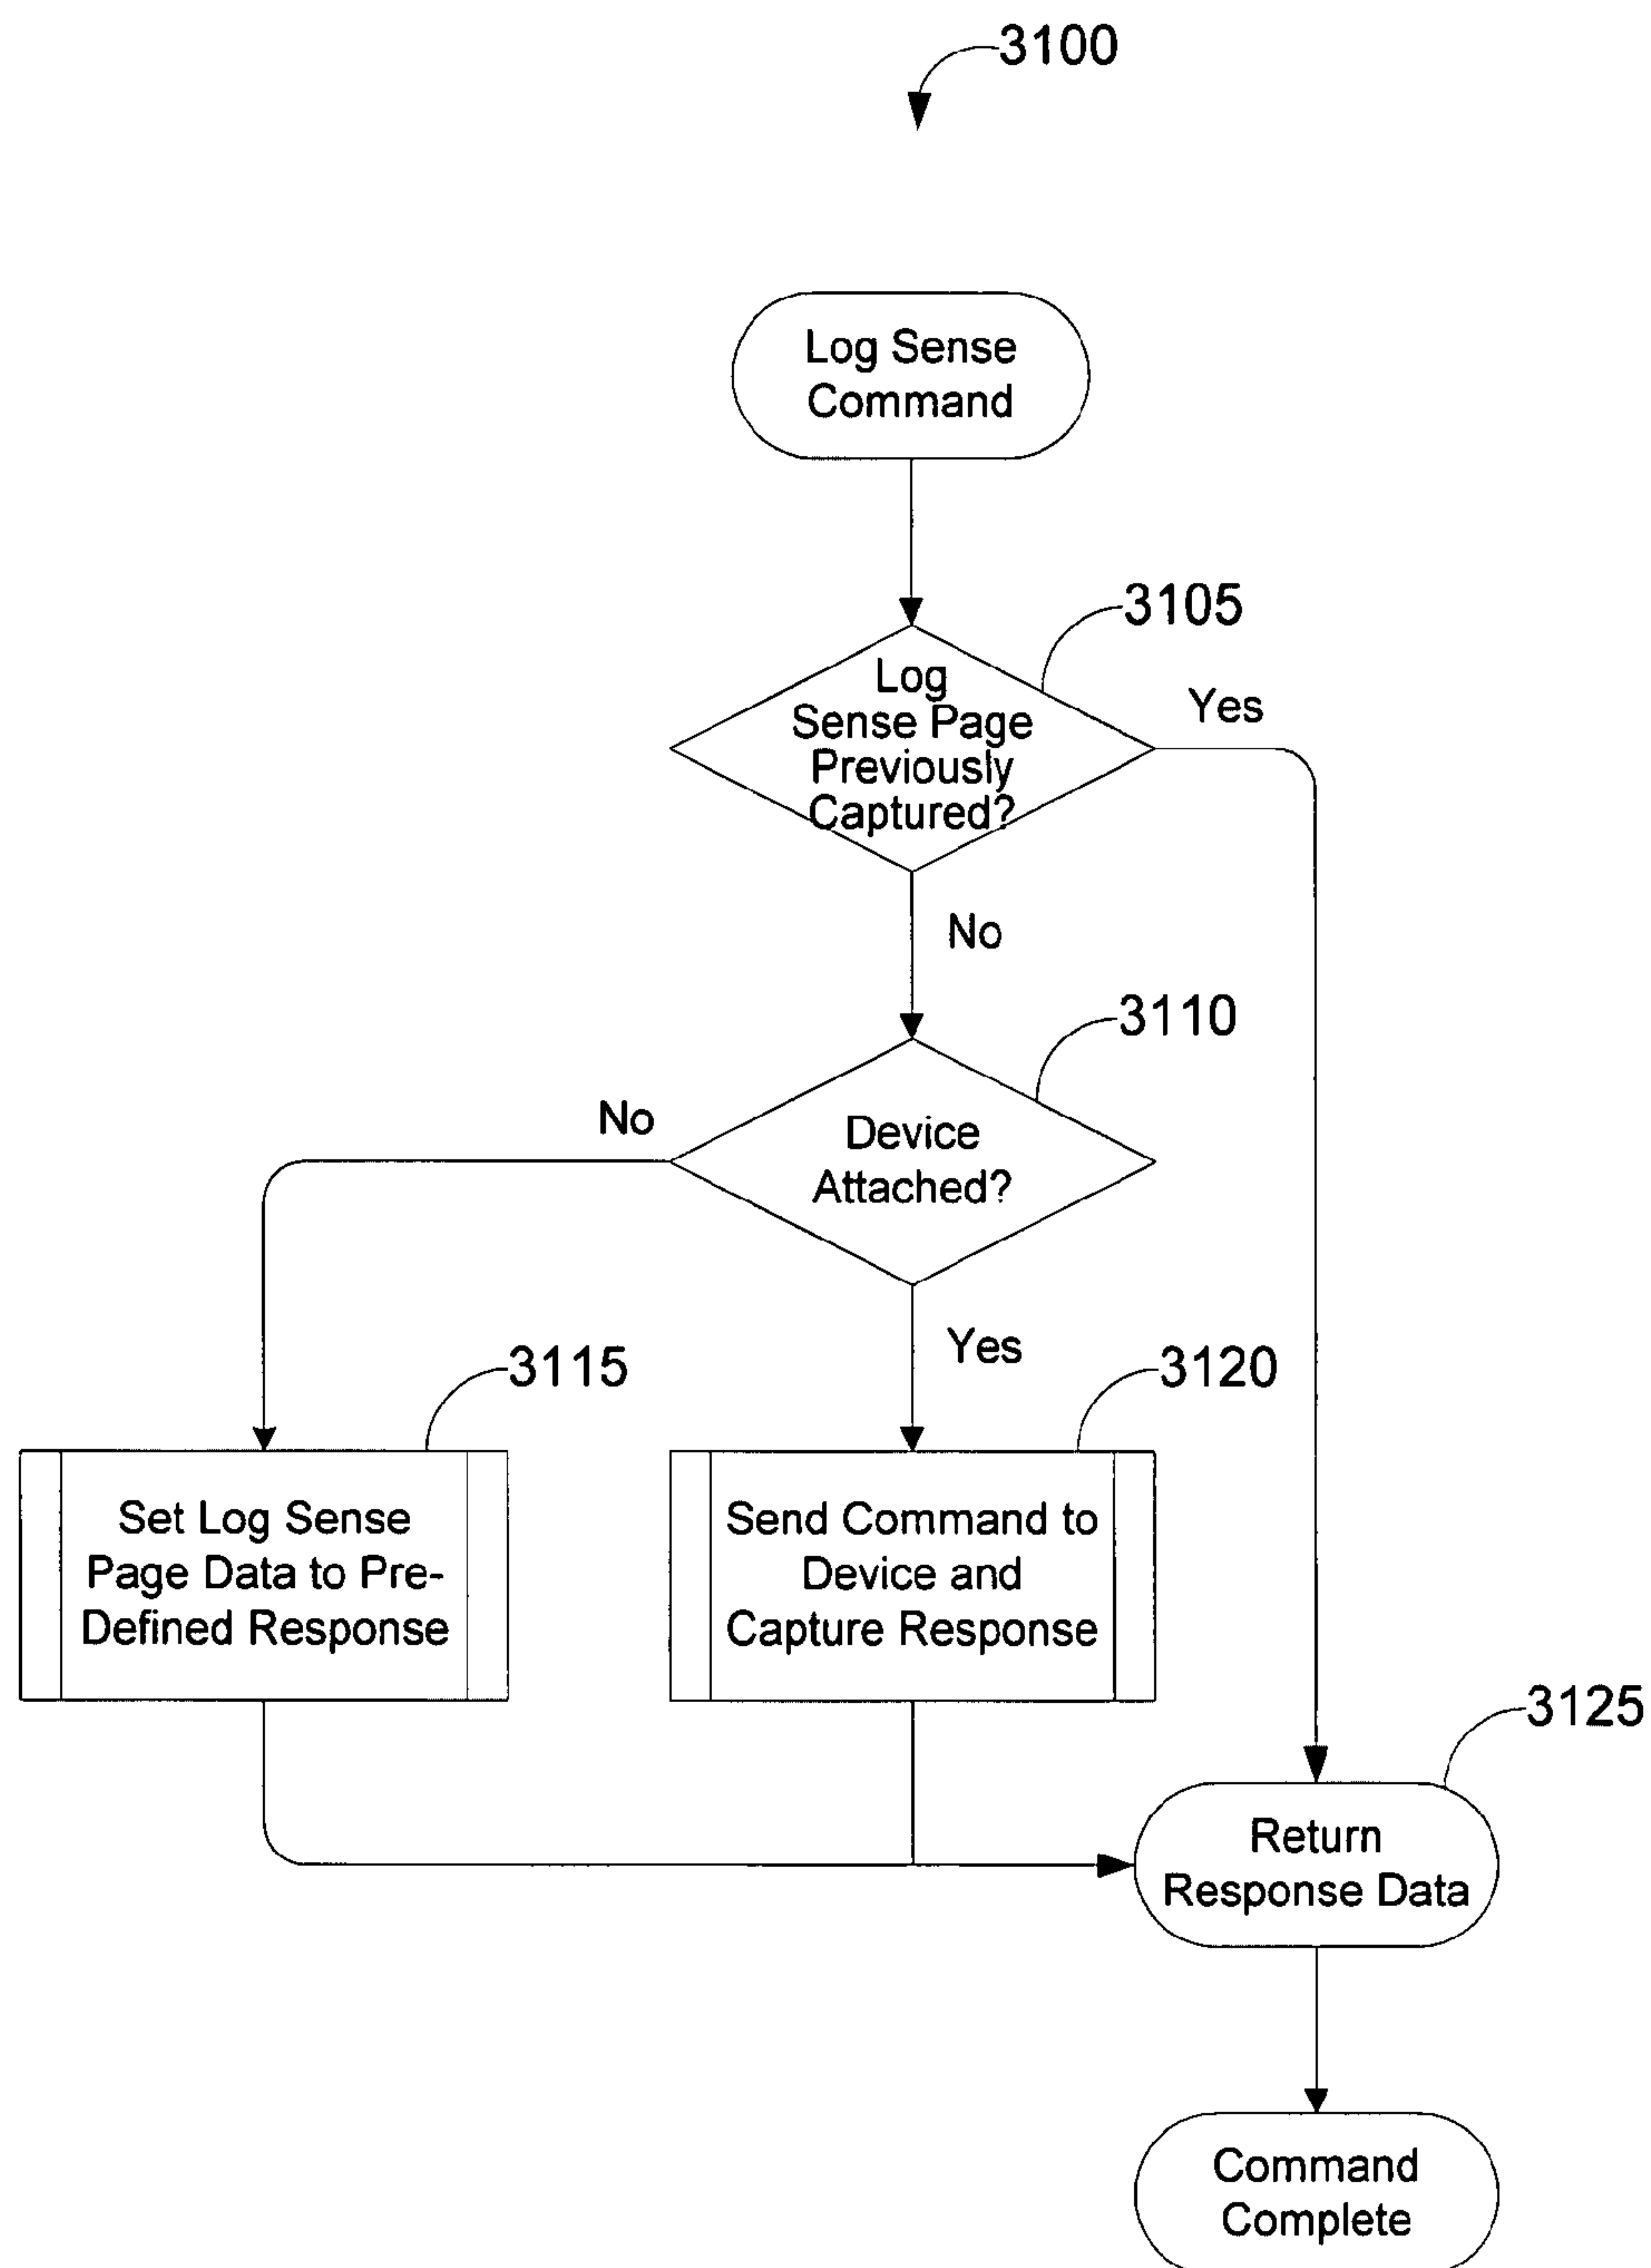 3100
Log Sense
Command
3105
Log
Sense Page
Previously
Captured?
Yes
No
3110
Device
Attached?
No
Yes
3115
Set Log Sense
Page Data to Pre-
Defined Response
3120
Send Command to
Device and
Capture Response
3125
Return
Response Data
Command
Complete